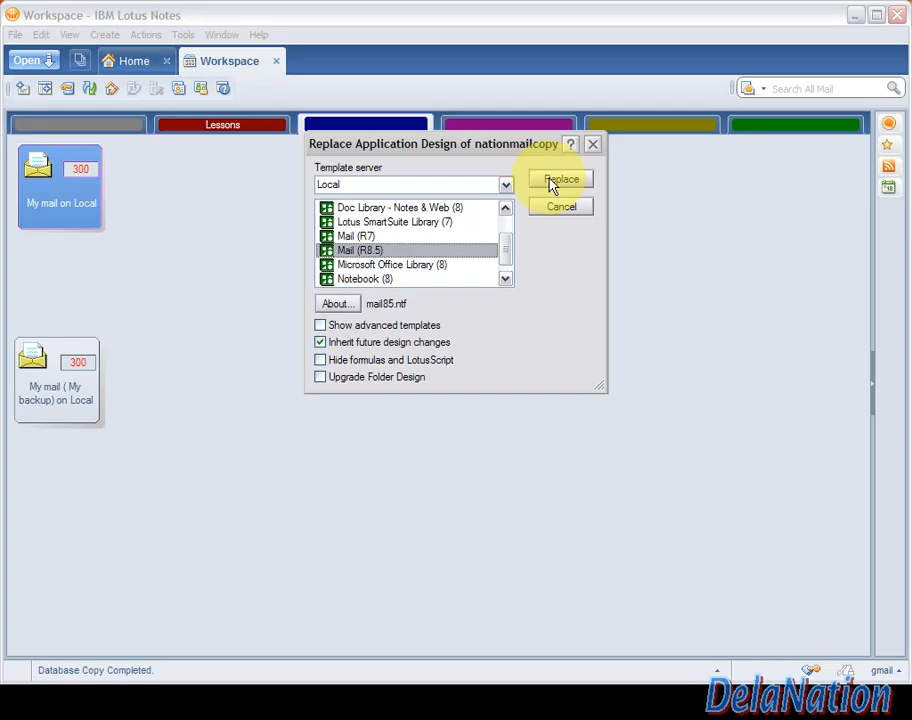 Workspace - IBM Lotus Notes
File Edit View Create Actions Tools Window Help
Open Home Workspace
Search All Mail
Lessons
Replace Application Design of nationmailcopy ?
Template server
Local
Replace
Cancel
Doc Library - Notes & Web (8)
Lotus SmartSuite Library (7)
Mail (R7)
Mail (R8.5)
Microsoft Office Library (8)
Notebook (8)
About... mail85.ntf
Show advanced templates
Inherit future design changes
Hide formulas and LotusScript
Upgrade Folder Design
300
My mail on Local
300
My mail ( My
backup) on Local
Database Copy Completed.
gmail
DelaNation